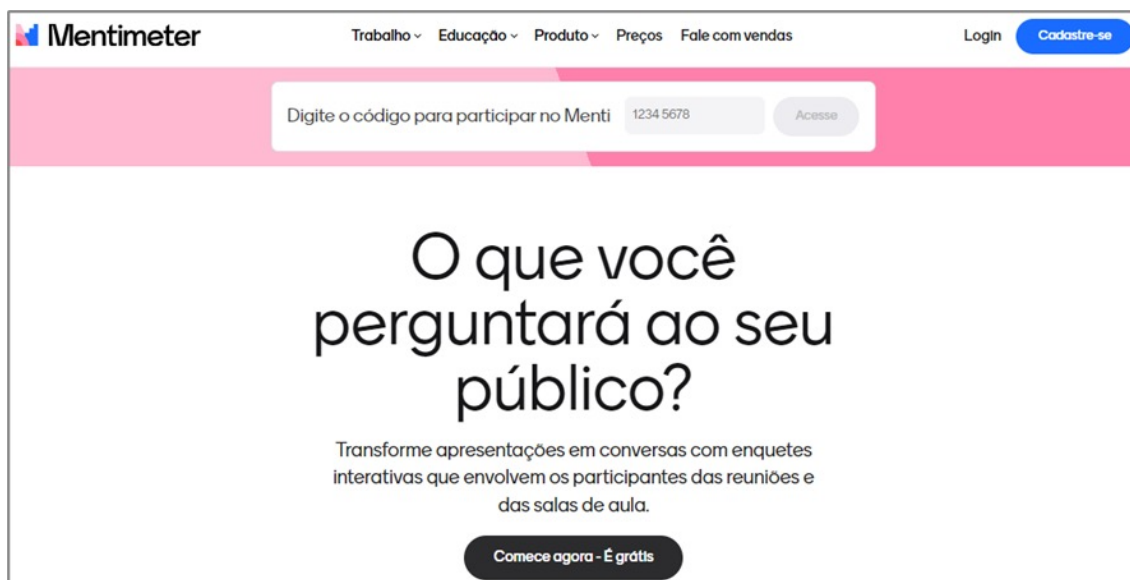 Mentimeter
Trabalho Educação Produto Preços Fale com vendas Login Cadastre-se
Digite o código para participar no Menti 1234 5678 Acesse
O que você
perguntará ao seu
público?
Transforme apresentações em conversas com enquetes
interativas que envolvem os participantes das reuniões e
das salas de aula.
Comece agora - É grátis